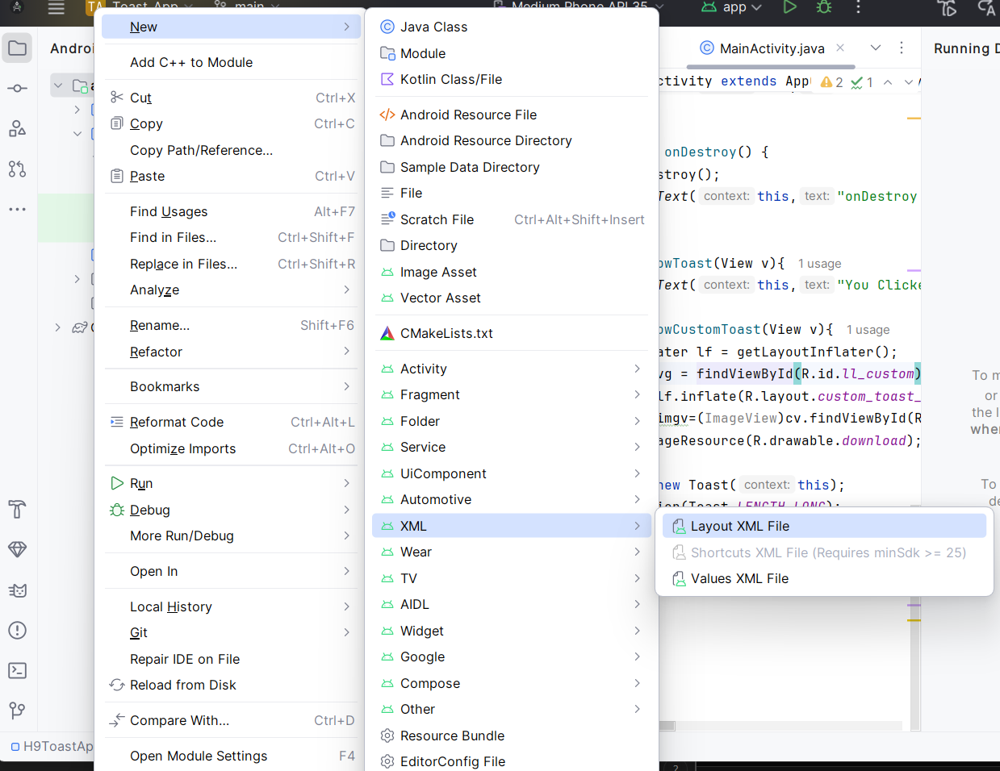 TA Toast App main Medium Phone API 35 app
New
Add C++ to Module
Cut Ctrl+X
Copy Ctrl+C
Copy Path/Reference...
Paste Ctrl+V
Find Usages Alt+F7
Find in Files... Ctrl+Shift+F
Replace in Files... Ctrl+Shift+R
Analyze
Rename... Shift+F6
Refactor
Bookmarks
Reformat Code Ctrl+Alt+L
Optimize Imports Ctrl+Alt+O
Run
Debug
More Run/Debug
Open In
Local History
Git
Repair IDE on File
Reload from Disk
Compare With... Ctrl+D
Open Module Settings F4
Java Class
Module
Kotlin Class/File
Android Resource File
Android Resource Directory
Sample Data Directory
File
Scratch File Ctrl+Alt+Shift+Insert
Directory
Image Asset
Vector Asset
CMakeLists.txt
Activity
Fragment
Folder
Service
UiComponent
Automotive
XML
Wear
TV
AIDL
Widget
Google
Compose
Other
Resource Bundle
EditorConfig File
Layout XML File
Shortcuts XML File (Requires minSdk >= 25)
Values XML File
MainActivity.java
Running D
ctivity extends App 2 1
onDestroy() {
stroy();
Text( context: this, text: "onDestroy
owToast(View v){ 1 usage
Text( context: this, text: "You Clicke
owCustomToast(View v){ 1 usage
ater lf = getLayoutInflater();
vg = findViewById(R.id.ll_custom)
lf.inflate(R.layout.custom_toast_
imgv=(ImageView)cv.findViewById(R
ageResource(R.drawable.download);
new Toast( context: this);
ion(Toast.LENGTH_LONG);
To m
or
the l
wher
To
de
Androi
H9ToastAp
2